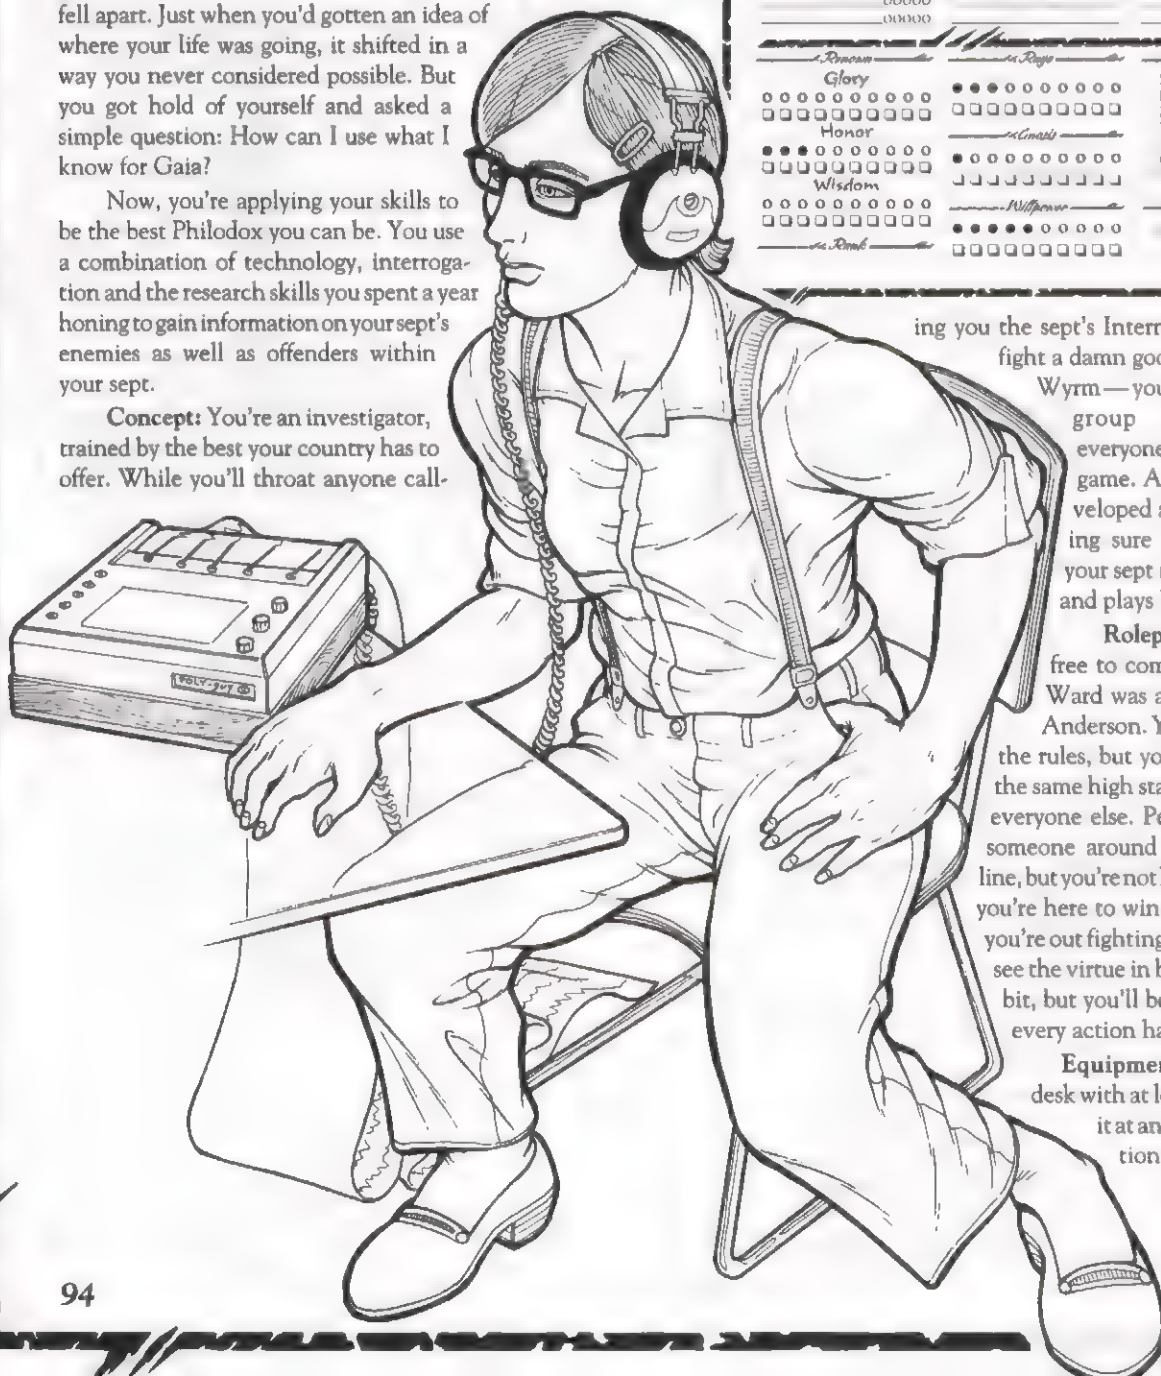 fell apart. Just when you'd gotten an idea of
where your life was going, it shifted in a
way you never considered possible. But
you got hold of yourself and asked a
simple question: How can I use what I
know for Gaia?
Now, you're applying your skills to
be the best Philodox you can be. You use
a combination of technology, interroga-
tion and the research skills you spent a year
honing to gain information on your sept's
enemies as well as offenders within
your sept.
Concept: You're an investigator,
trained by the best your country has to
offer. While you'll throat anyone call-
POLY-guy
Renown
Glory
Honor
Wisdom
Rank
Rage
Gnosis
Willpower
ing you the sept's Intern
fight a damn goo
Wyrm—you
group
everyone
game. A
veloped a
ing sure
your sept
and plays
Rolep
free to com
Ward was a
Anderson. Y
the rules, but yo
the same high sta
everyone else. Pe
someone around
line, but you're not
you're here to win
you're out fighting
see the virtue in b
bit, but you'll be
every action ha
Equipmen
desk with at le
it at an
tion
94